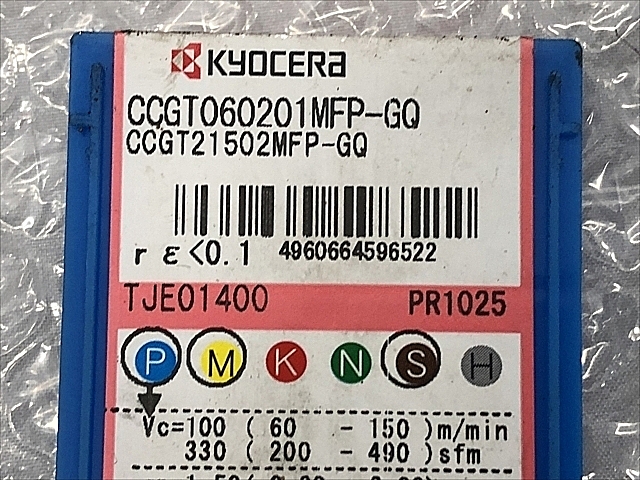 KYOCERA
CCGT060201MFP-GQ
CCGT21502MFP-GQ
rε<0.1 4960664596522
TJE01400 PR1025
P M K N S H
Vc=100 ( 60 - 150 )m/min
330 ( 200 - 490 )sfm